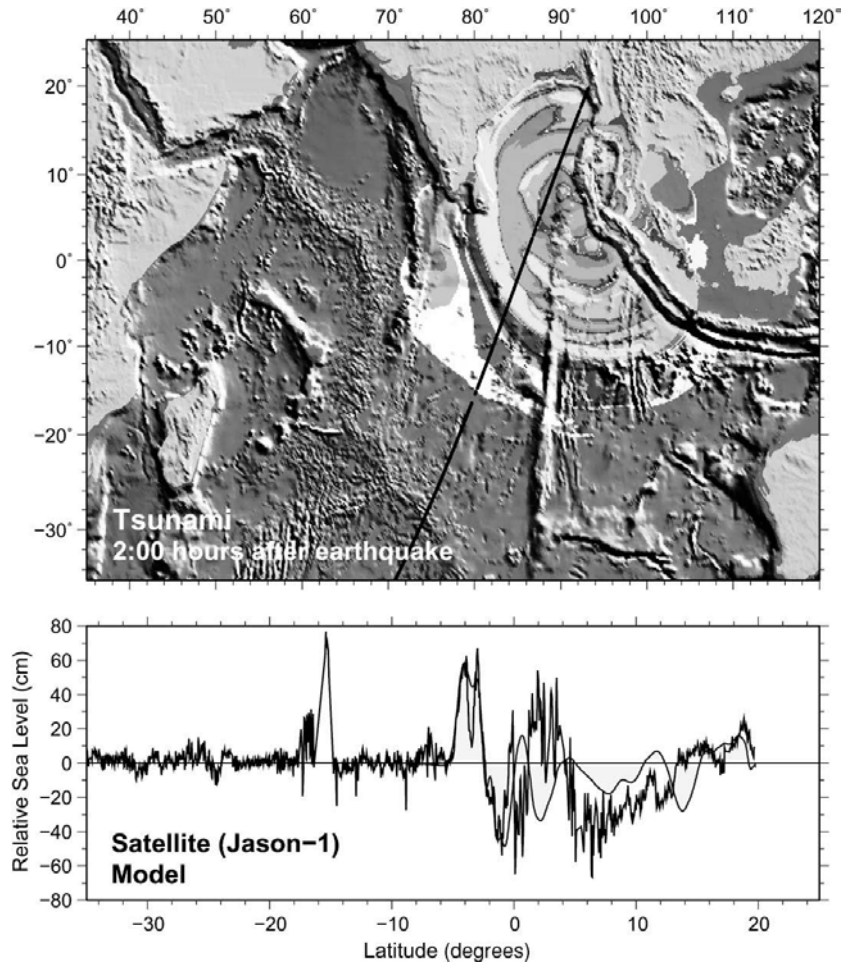 40° 50° 60° 70° 80° 90° 100° 110° 120°
20°
10°
0°
−10°
−20°
−30°
Tsunami
2:00 hours after earthquake
80
60
40
20
0
−20
−40
−60
−80
Relative Sea Level (cm)
Satellite (Jason−1)
Model
−30 −20 −10 0 10 20
Latitude (degrees)